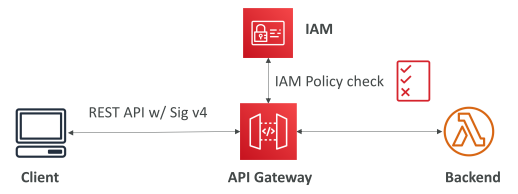 IAM
IAM Policy check
REST API w/ Sig v4
Client
API Gateway
Backend